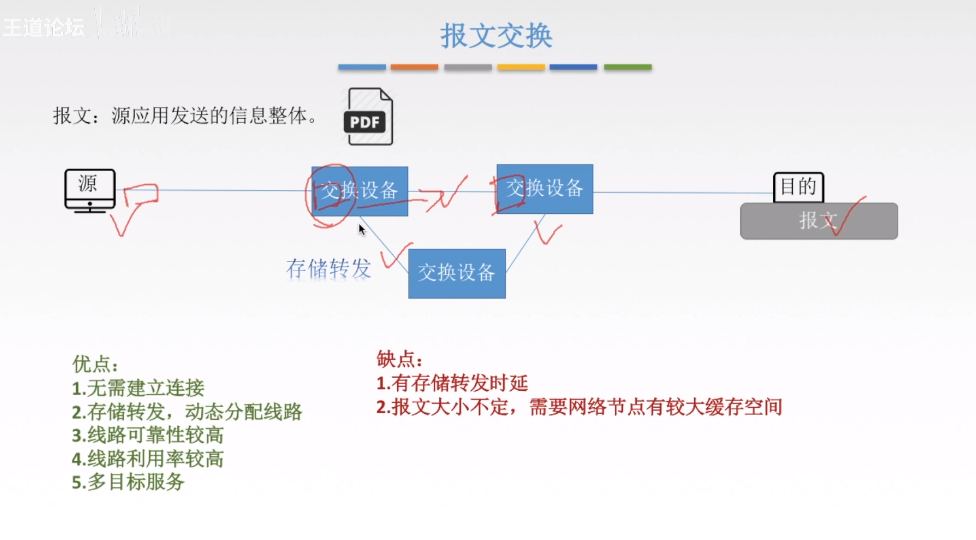 王道论坛
报文交换
报文：源应用发送的信息整体。
PDF
源
交换设备
交换设备
目的
报文
存储转发
交换设备
优点：
1.无需建立连接
2.存储转发，动态分配线路
3.线路可靠性较高
4.线路利用率较高
5.多目标服务
缺点：
1.有存储转发时延
2.报文大小不定，需要网络节点有较大缓存空间